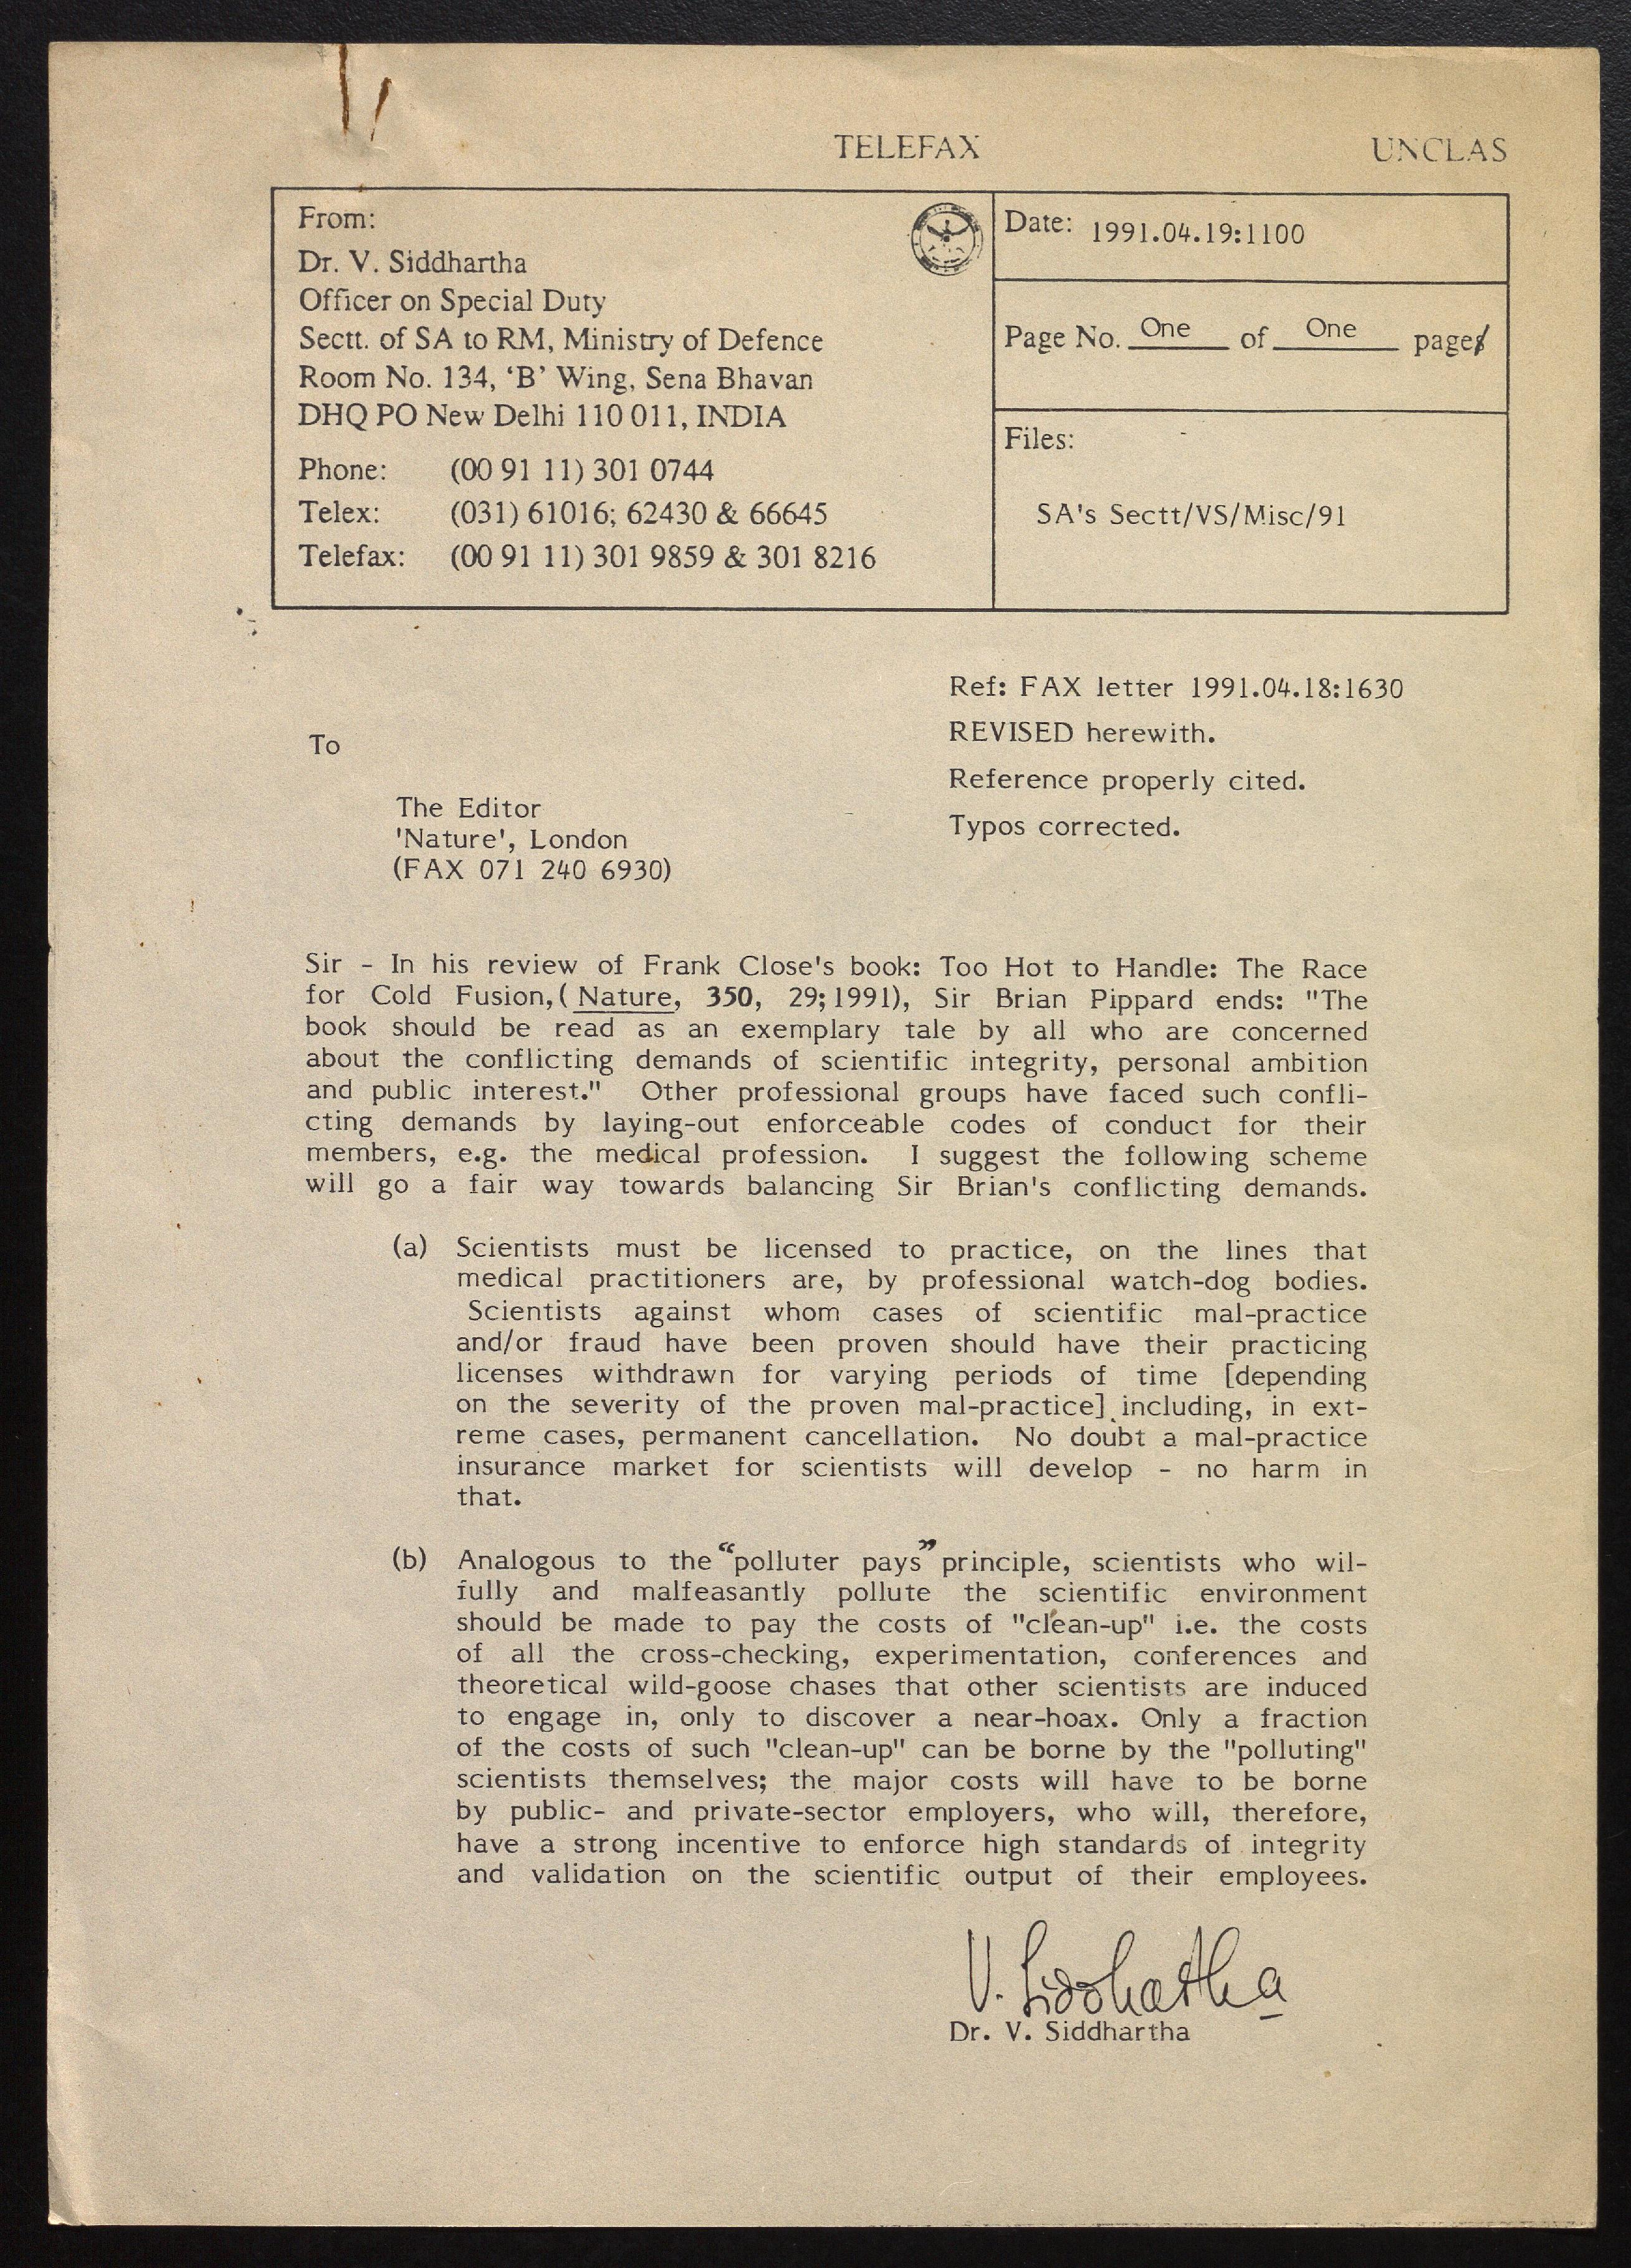 TELEFAX UNCLAS
From:
Dr. V. Siddhartha
Officer on Special Duty
Sectt. of SA to RM, Ministry of Defence
Room No. 134, ‘B’ Wing, Sena Bhavan
DHQ PO New Delhi 110 011, INDIA
Phone: (00 91 11) 301 0744
Telex: (031) 61016; 62430 & 66645
Telefax: (00 91 11) 301 9859 & 301 8216
Date: 1991.04.19:1100
Page No. One of One page
Files:
SA's Sectt/VS/Misc/91
Ref: FAX letter 1991.04.18:1630
REVISED herewith.
Reference properly cited.
Typos corrected.
To
The Editor
'Nature', London
(FAX 071 240 6930)
Sir - In his review of Frank Close's book: Too Hot to Handle: The Race
for Cold Fusion,( Nature, 350, 29; 1991), Sir Brian Pippard ends: "The
book should be read as an exemplary tale by all who are concerned
about the conflicting demands of scientific integrity, personal ambition
and public interest." Other professional groups have faced such confli-
cting demands by laying-out enforceable codes of conduct for their
members, e.g. the medical profession. I suggest the following scheme
will go a fair way towards balancing Sir Brian's conflicting demands.
(a) Scientists must be licensed to practice, on the lines that
medical practitioners are, by professional watch-dog bodies.
Scientists against whom cases of scientific mal-practice
and/or fraud have been proven should have their practicing
licenses withdrawn for varying periods of time [depending
on the severity of the proven mal-practice], including, in ext-
reme cases, permanent cancellation. No doubt a mal-practice
insurance market for scientists will develop - no harm in
that.
(b) Analogous to the “polluter pays” principle, scientists who wil-
fully and malfeasantly pollute the scientific environment
should be made to pay the costs of "clean-up" i.e. the costs
of all the cross-checking, experimentation, conferences and
theoretical wild-goose chases that other scientists are induced
to engage in, only to discover a near-hoax. Only a fraction
of the costs of such "clean-up" can be borne by the "polluting"
scientists themselves; the major costs will have to be borne
by public- and private-sector employers, who will, therefore,
have a strong incentive to enforce high standards of integrity
and validation on the scientific output of their employees.
V. Siddhartha
Dr. V. Siddhartha